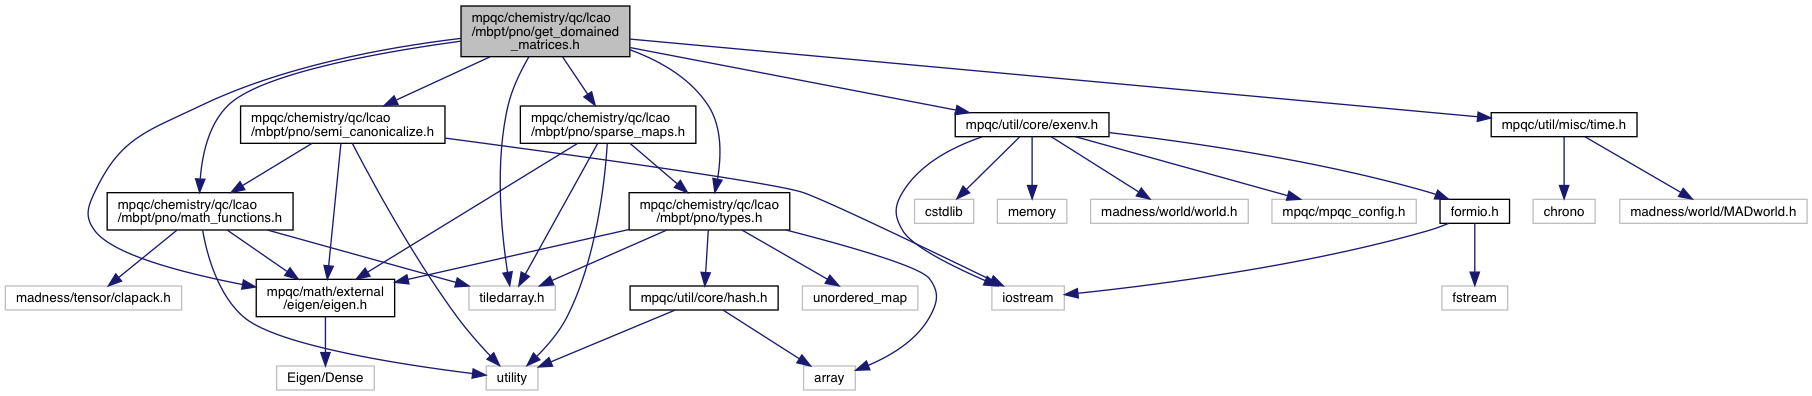 mpqc/chemistry/qc/lcao
/mbpt/pno/get_domained
_matrices.h
mpqc/chemistry/qc/lcao
/mbpt/pno/semi_canonicalize.h
mpqc/chemistry/qc/lcao
/mbpt/pno/sparse_maps.h
mpqc/util/core/exenv.h
mpqc/util/misc/time.h
mpqc/chemistry/qc/lcao
/mbpt/pno/math_functions.h
mpqc/chemistry/qc/lcao
/mbpt/pno/types.h
cstdlib
memory
madness/world/world.h
mpqc/mpqc_config.h
formio.h
chrono
madness/world/MADworld.h
madness/tensor/clapack.h
mpqc/math/external
/eigen/eigen.h
tiledarray.h
mpqc/util/core/hash.h
unordered_map
iostream
fstream
Eigen/Dense
utility
array